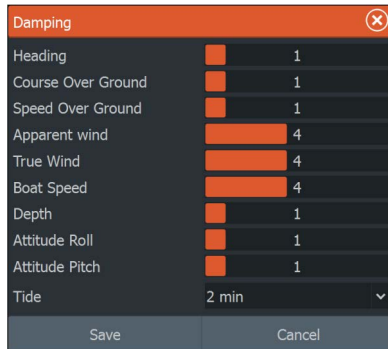 Damping
Heading 1
Course Over Ground 1
Speed Over Ground 1
Apparent wind 4
True Wind 4
Boat Speed 4
Depth 1
Attitude Roll 1
Attitude Pitch 1
Tide 2 min
Save Cancel